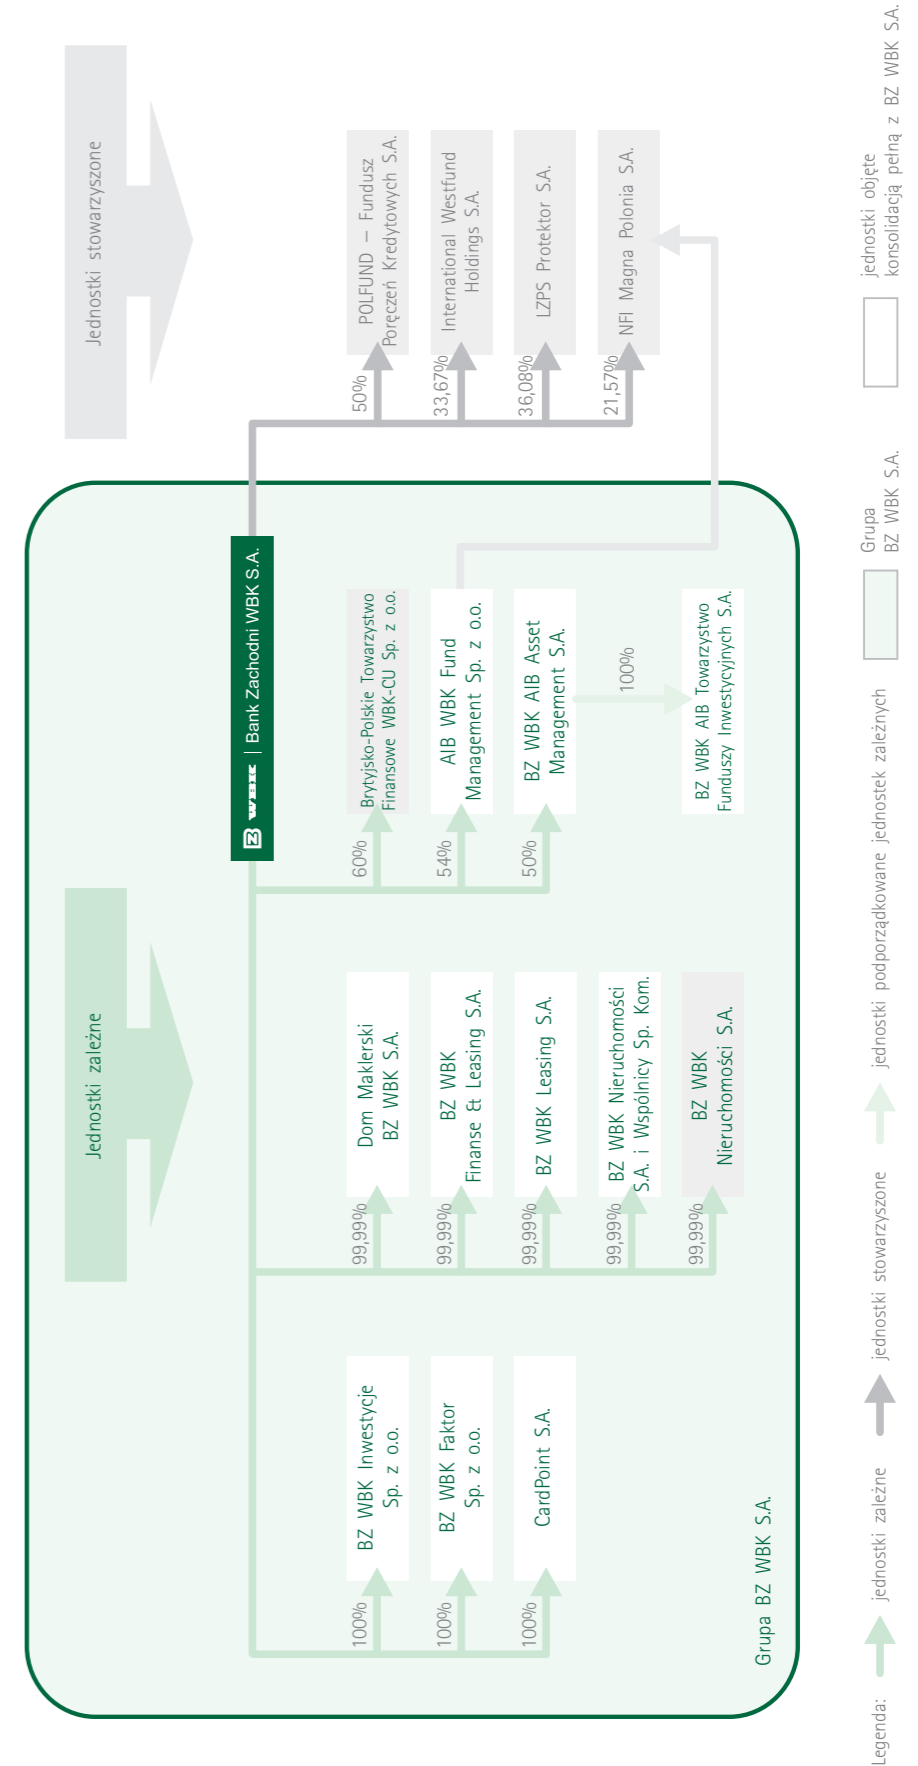 Jednostki zależne
Jednostki stowarzyszone
Bank Zachodni WBK S.A.
100%
BZ WBK Inwestycje
Sp. z o.o.
100%
BZ WBK Faktor
Sp. z o.o.
100%
CardPoint S.A.
99,99%
Dom Maklerski
BZ WBK S.A.
99,99%
BZ WBK
Finanse & Leasing S.A.
99,99%
BZ WBK Leasing S.A.
99,99%
BZ WBK Nieruchomości
S.A. i Wspólnicy Sp. Kom.
99,99%
BZ WBK
Nieruchomości S.A.
60%
Brytyjsko-Polskie Towarzystwo
Finansowe WBK-CU Sp. z o.o.
54%
AIB WBK Fund
Management Sp. z o.o.
50%
BZ WBK AIB Asset
Management S.A.
100%
BZ WBK AIB Towarzystwo
Funduszy Inwestycyjnych S.A.
50%
POLFUND – Fundusz
Poręczeń Kredytowych S.A.
33,67%
International Westfund
Holdings S.A.
36,08%
LZPS Protektor S.A.
21,57%
NFI Magna Polonia S.A.
Grupa BZ WBK S.A.
Legenda:
jednostki zależne
jednostki stowarzyszone
jednostki podporządkowane jednostek zależnych
Grupa
BZ WBK S.A.
jednostki objęte
konsolidacją pełną z BZ WBK S.A.